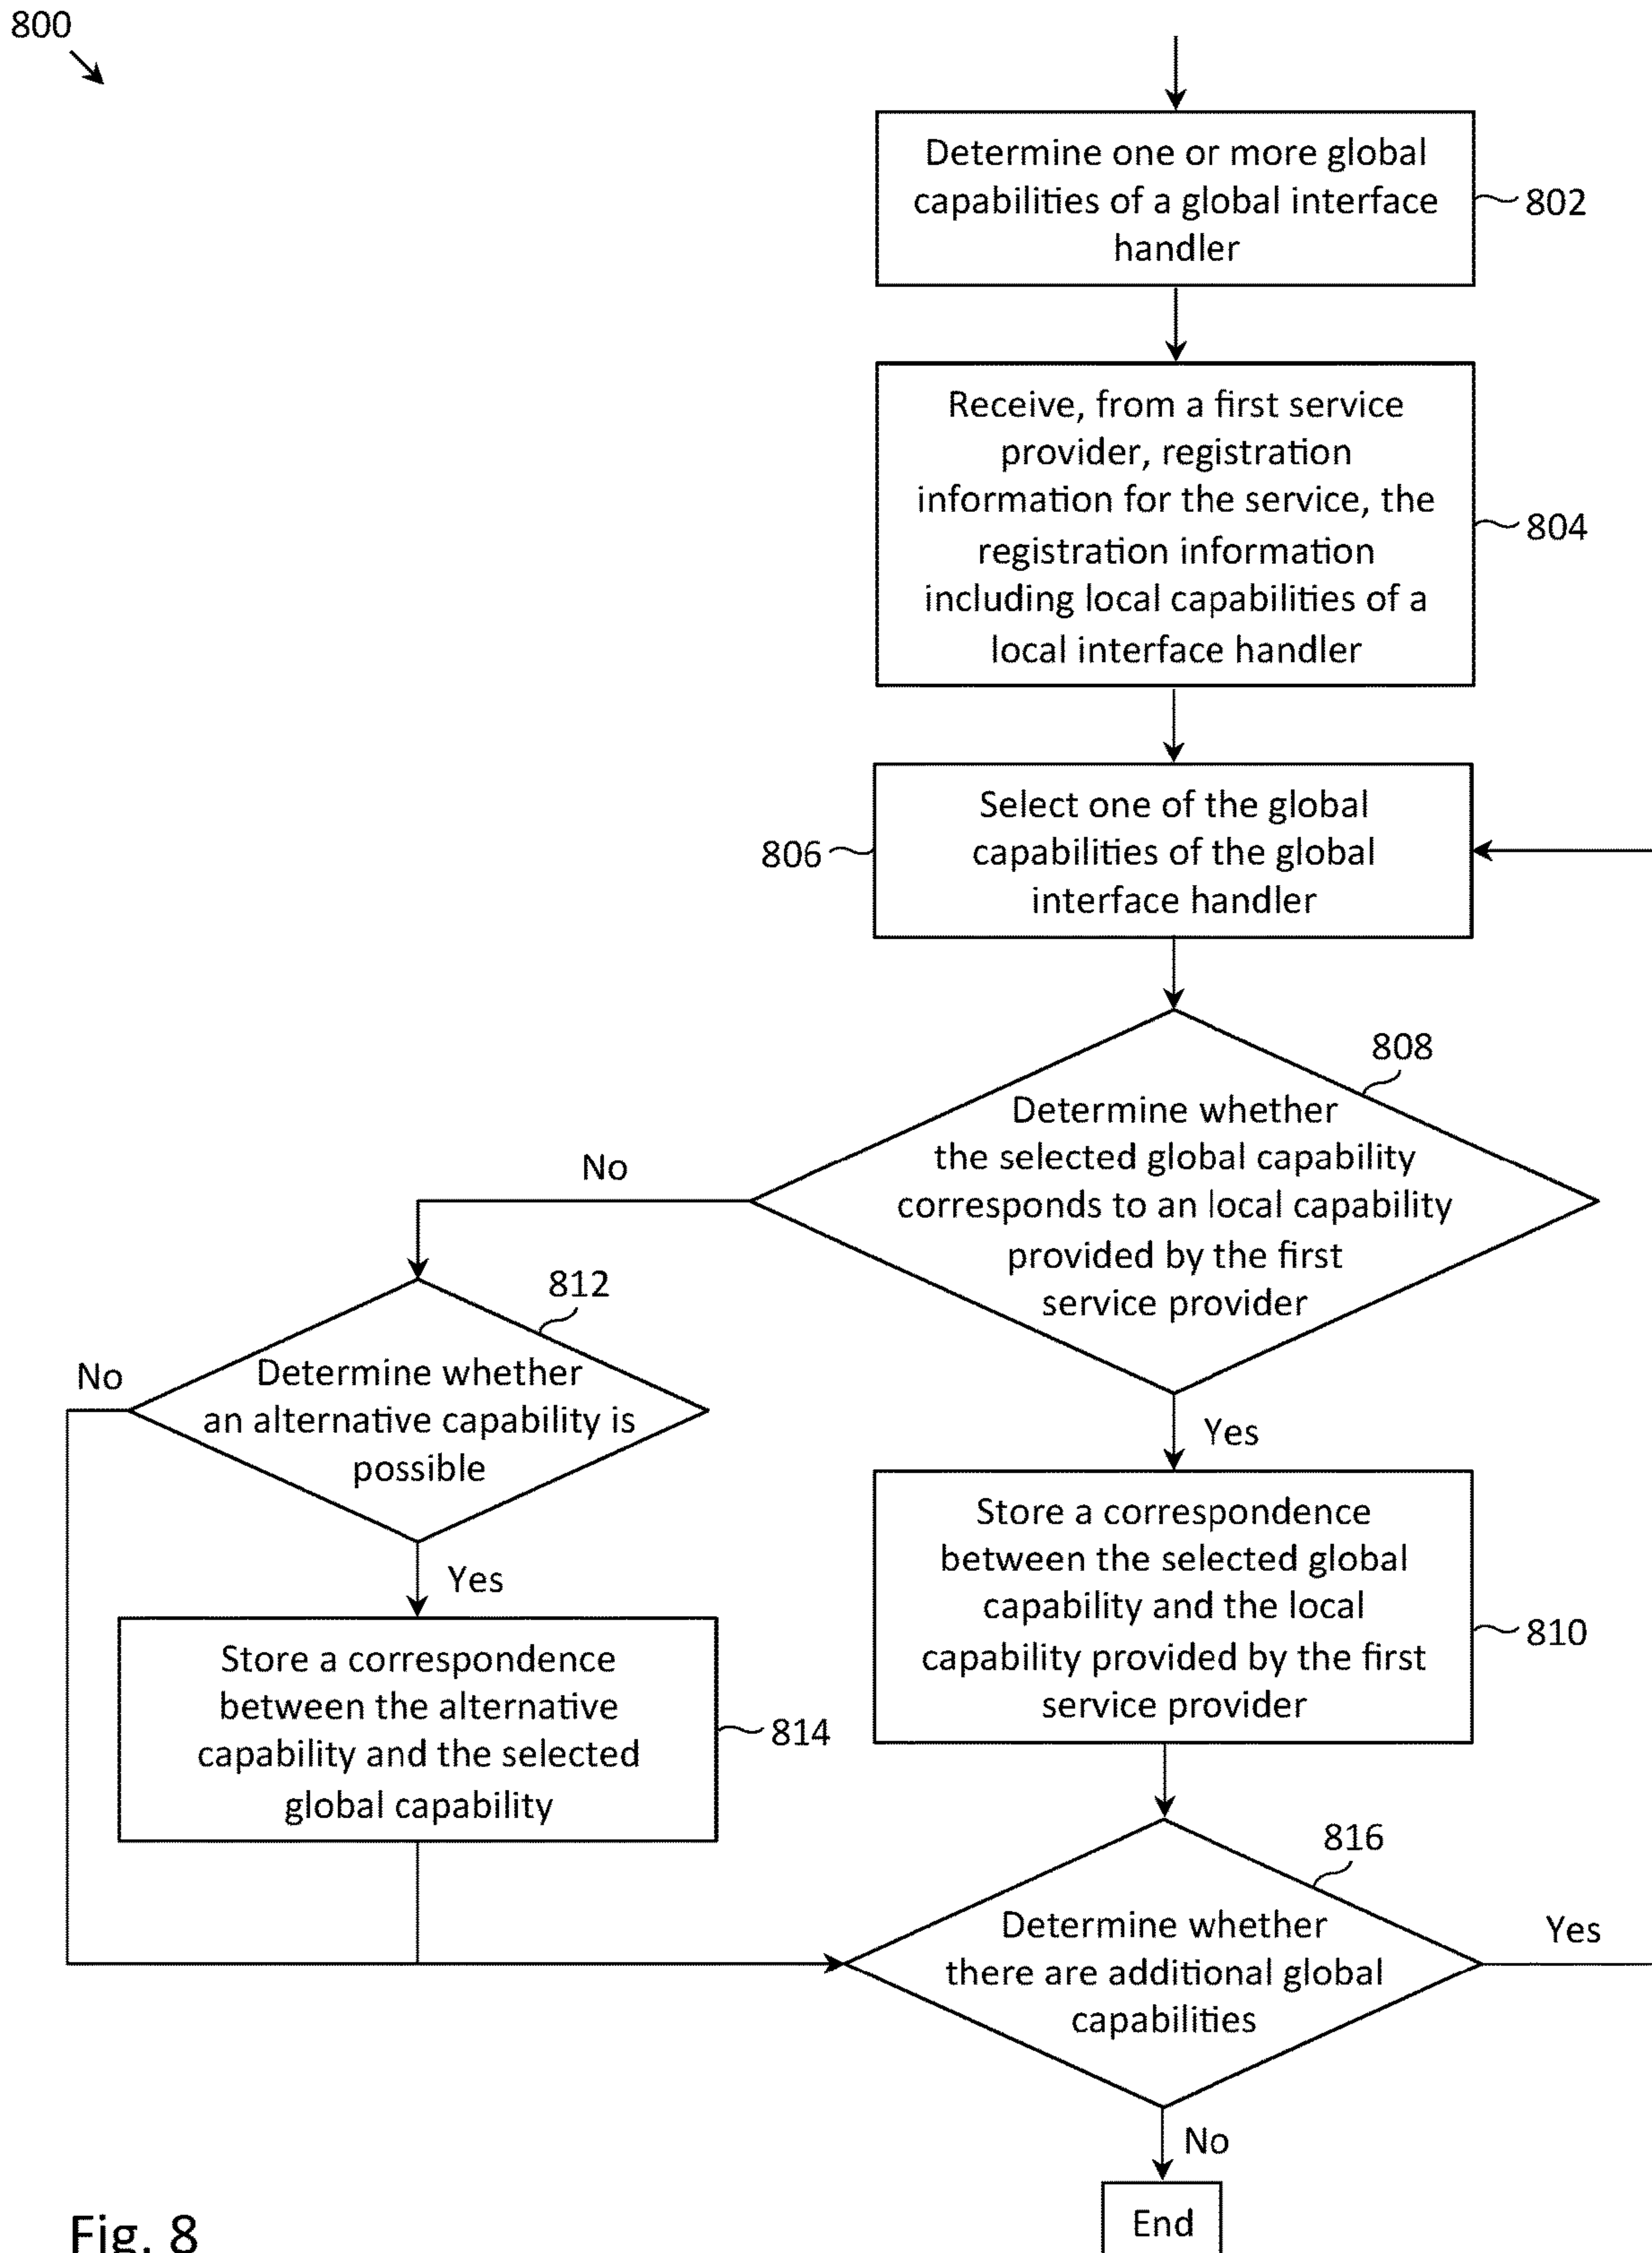 800
Determine one or more global
capabilities of a global interface
handler
802
Receive, from a first service
provider, registration
information for the service, the
registration information
including local capabilities of a
local interface handler
804
Select one of the global
capabilities of the global
interface handler
806
808
Determine whether
the selected global capability
corresponds to an local capability
provided by the first
service provider
No
812
Determine whether
an alternative capability is
possible
No
Yes
Yes
Store a correspondence
between the selected global
capability and the local
capability provided by the first
service provider
810
Store a correspondence
between the alternative
capability and the selected
global capability
814
816
Determine whether
there are additional global
capabilities
Yes
No
End
Fig. 8